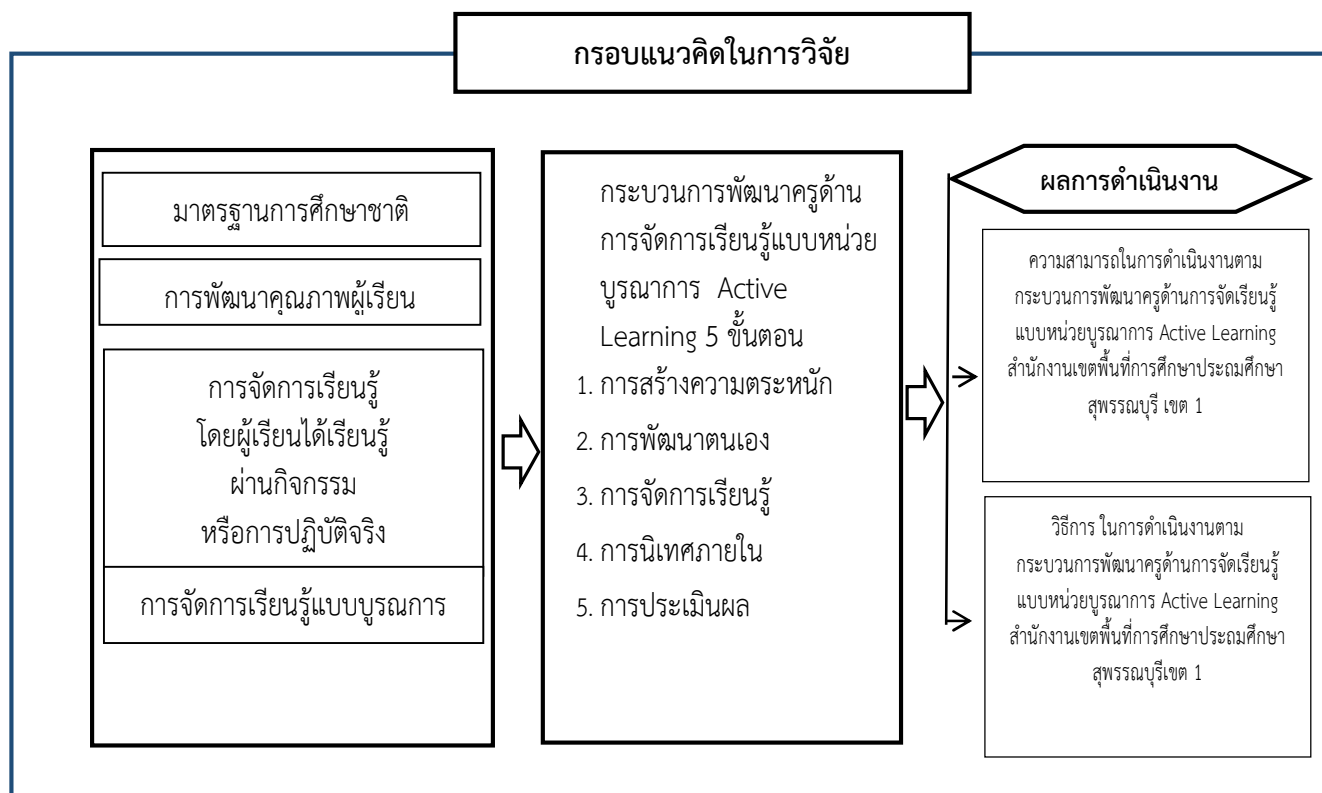 กรอบแนวคิดในการวิจัย
มาตรฐานการศึกษาชาติ
การพัฒนาคุณภาพผู้เรียน
การจัดการเรียนรู้
โดยผู้เรียนได้เรียนรู้
ผ่านกิจกรรม
หรือการปฏิบัติจริง
การจัดการเรียนรู้แบบบูรณการ
กระบวนการพัฒนาครูด้าน
การจัดการเรียนรู้แบบหน่วย
บูรณาการ Active
Learning 5 ขั้นตอน
1. การสร้างความตระหนัก
2. การพัฒนาตนเอง
3. การจัดการเรียนรู้
4. การนิเทศภายใน
5. การประเมินผล
ผลการดำเนินงาน
ความสามารถในการดำเนินงานตาม
กระบวนการพัฒนาครูด้านการจัดเรียนรู้
แบบหน่วยบูรณาการ Active Learning
สำนักงานเขตพื้นที่การศึกษาประถมศึกษา
สุพรรณบุรี เขต 1
วิธีการ ในการดำเนินงานตาม
กระบวนการพัฒนาครูด้านการจัดเรียนรู้
แบบหน่วยบูรณาการ Active Learning
สำนักงานเขตพื้นที่การศึกษาประถมศึกษา
สุพรรณบุรีเขต 1